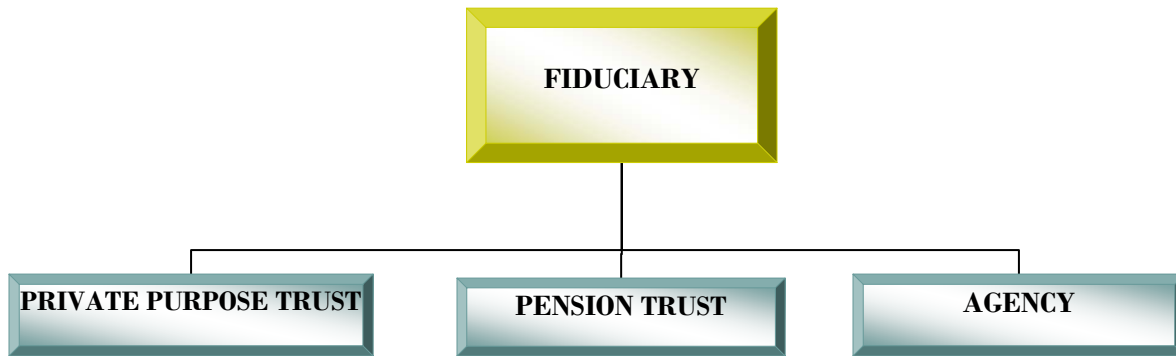 FIDUCIARY
PRIVATE PURPOSE TRUST
PENSION TRUST
AGENCY